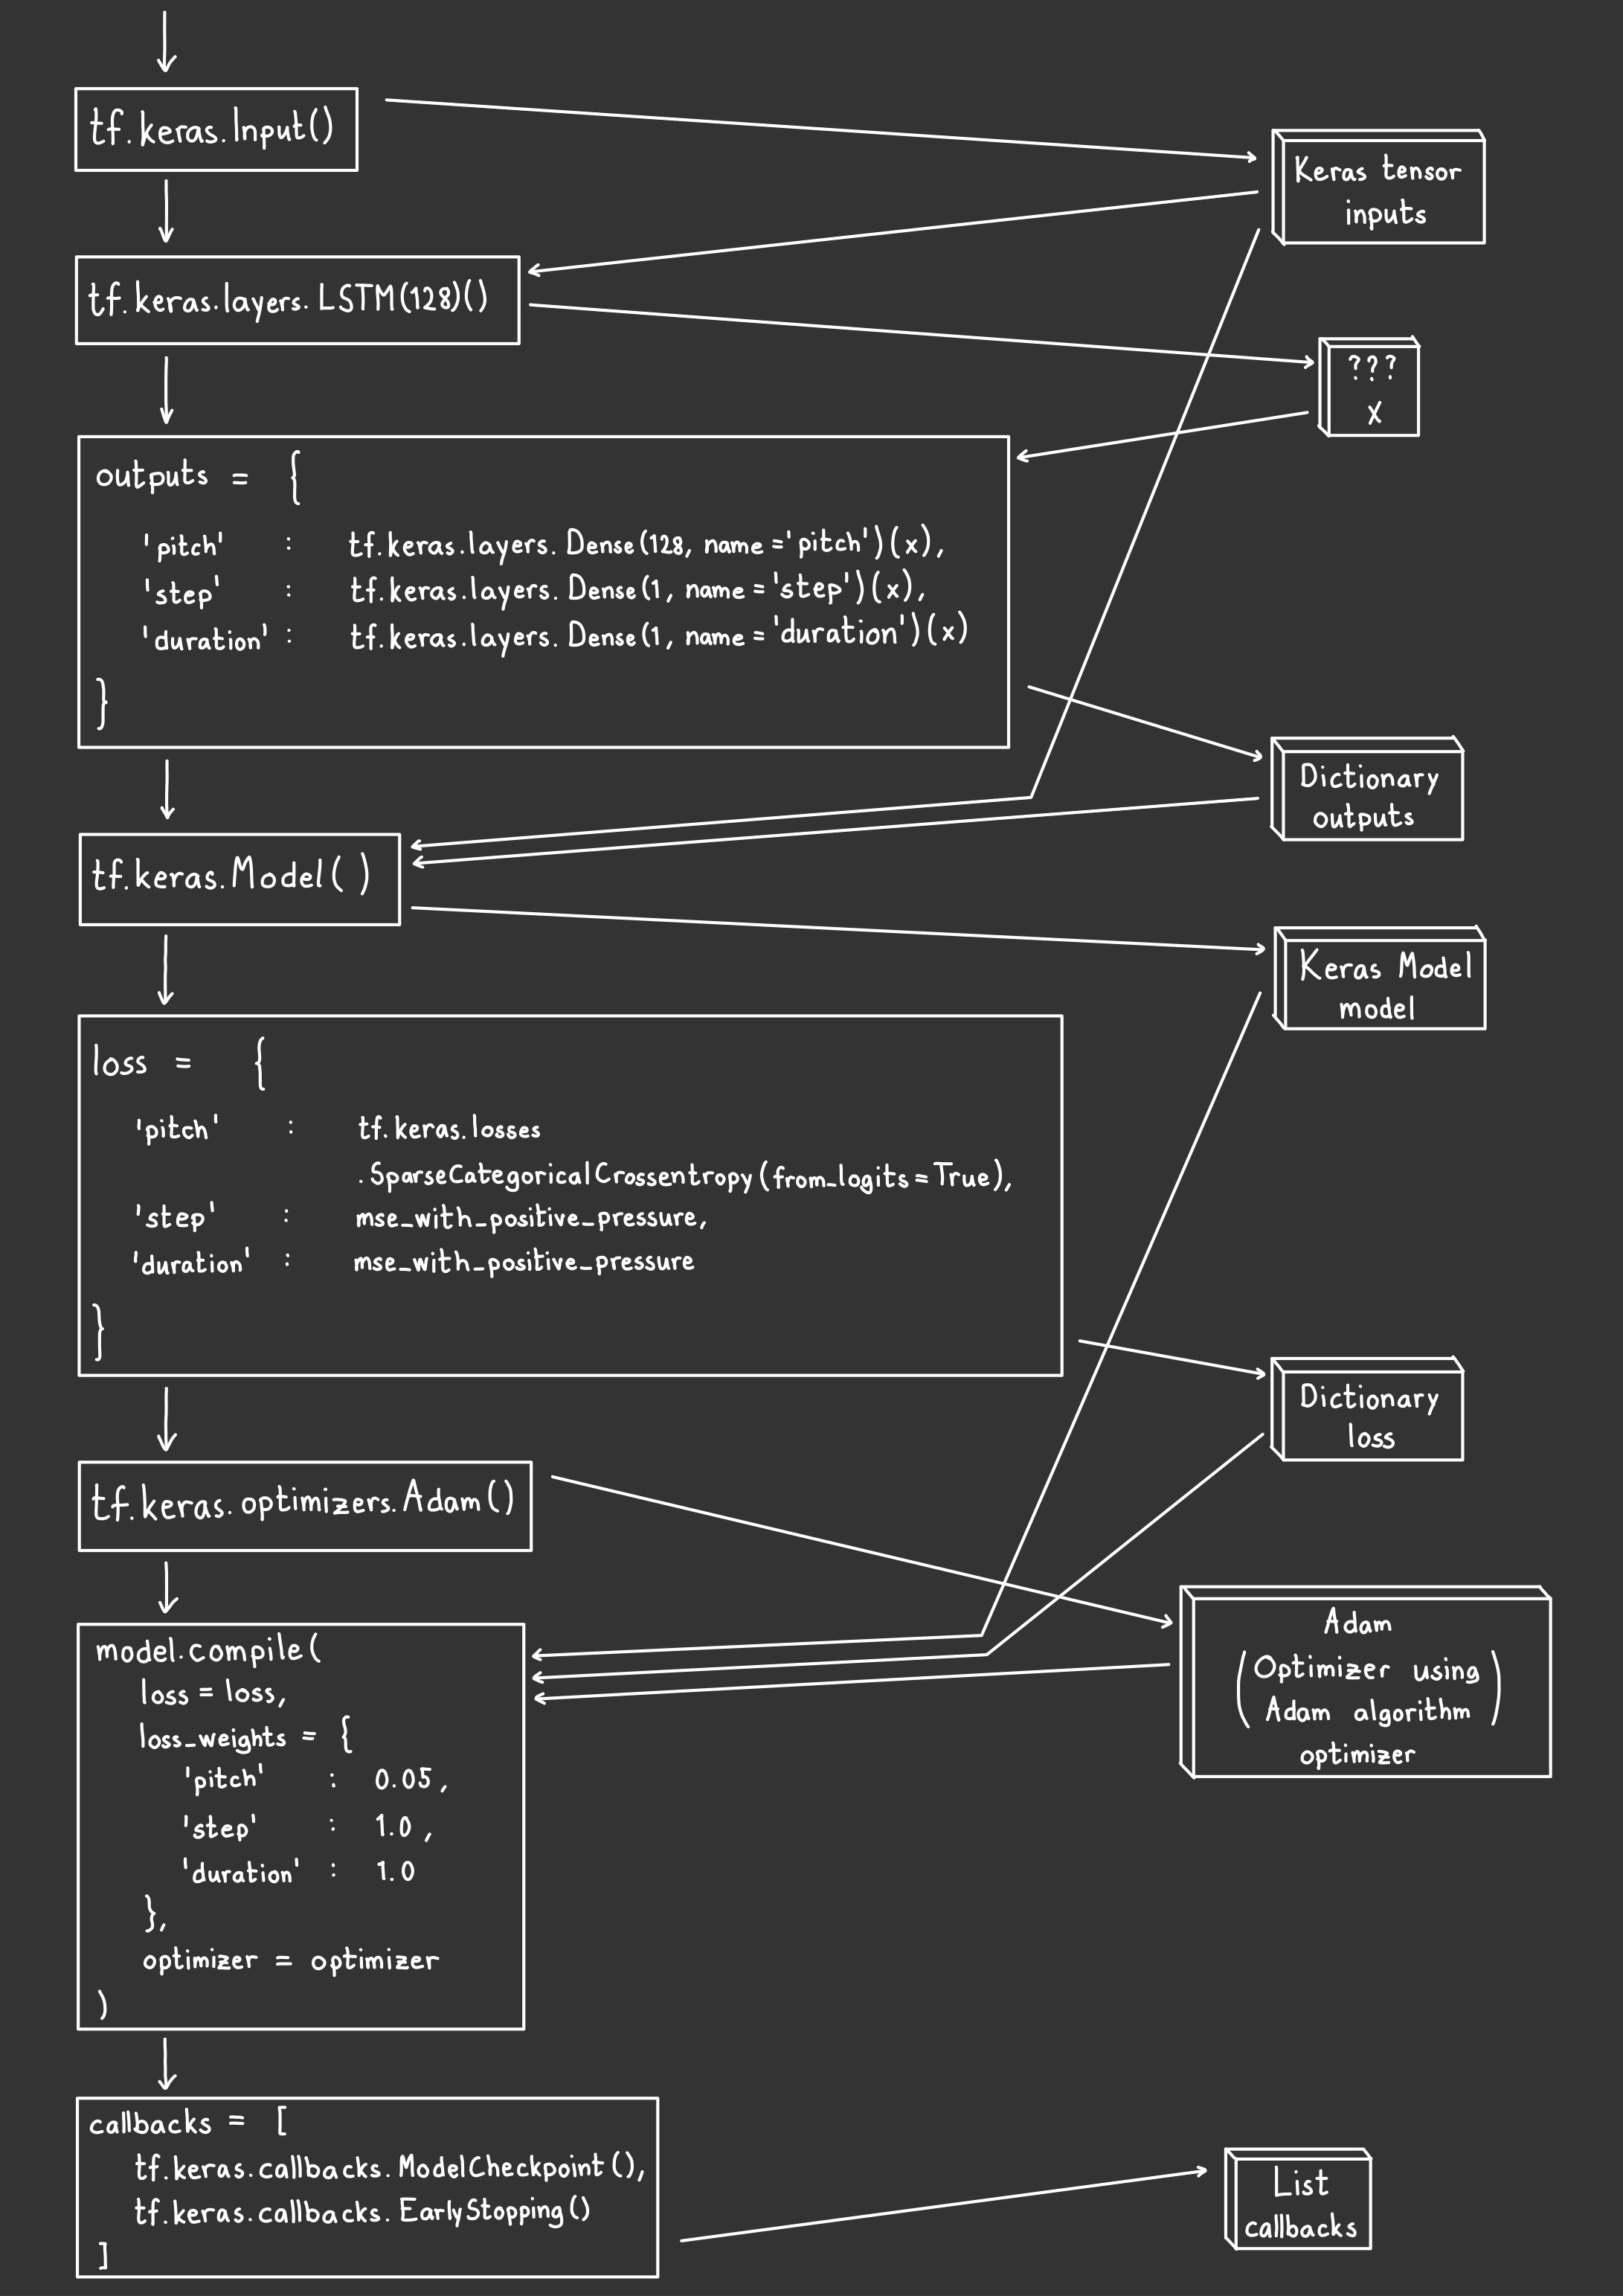 tf.keras.Input()
Keras tensor
inputs
tf.keras.layers.LSTM(128)()
???
x
outputs = {
'pitch' : tf.keras.layers.Dense(128, name='pitch')(x),
'step' : tf.keras.layers.Dense(1, name='step')(x),
'duration' : tf.keras.layers.Dense(1, name='duration')(x)
}
Dictionary
outputs
tf.keras.Model( )
Keras Model
model
loss = {
'pitch' : tf.keras.losses
.SparseCategoricalCrossentropy(from_logits=True),
'step' : mse_with_positive_pressure,
'duration' : mse_with_positive_pressure
}
Dictionary
loss
tf.keras.optimizers.Adam()
Adam
(Optimizer using
Adam algorithm)
optimizer
model.compile(
loss = loss,
loss_weights = {
'pitch' : 0.05,
'step' : 1.0,
'duration' : 1.0
},
optimizer = optimizer
)
callbacks = [
tf.keras.callbacks.ModelCheckpoint(),
tf.keras.callbacks.EarlyStopping()
]
List
callbacks